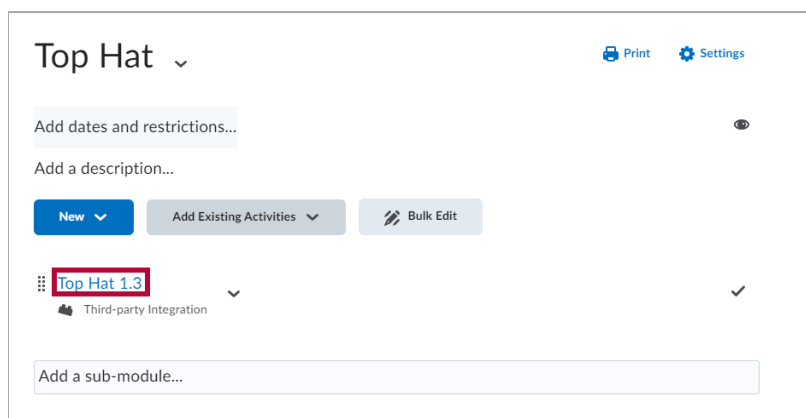 Top Hat
Print
Settings
Add dates and restrictions...
Add a description...
New
Add Existing Activities
Bulk Edit
Top Hat 1.3
Third-party Integration
Add a sub-module...